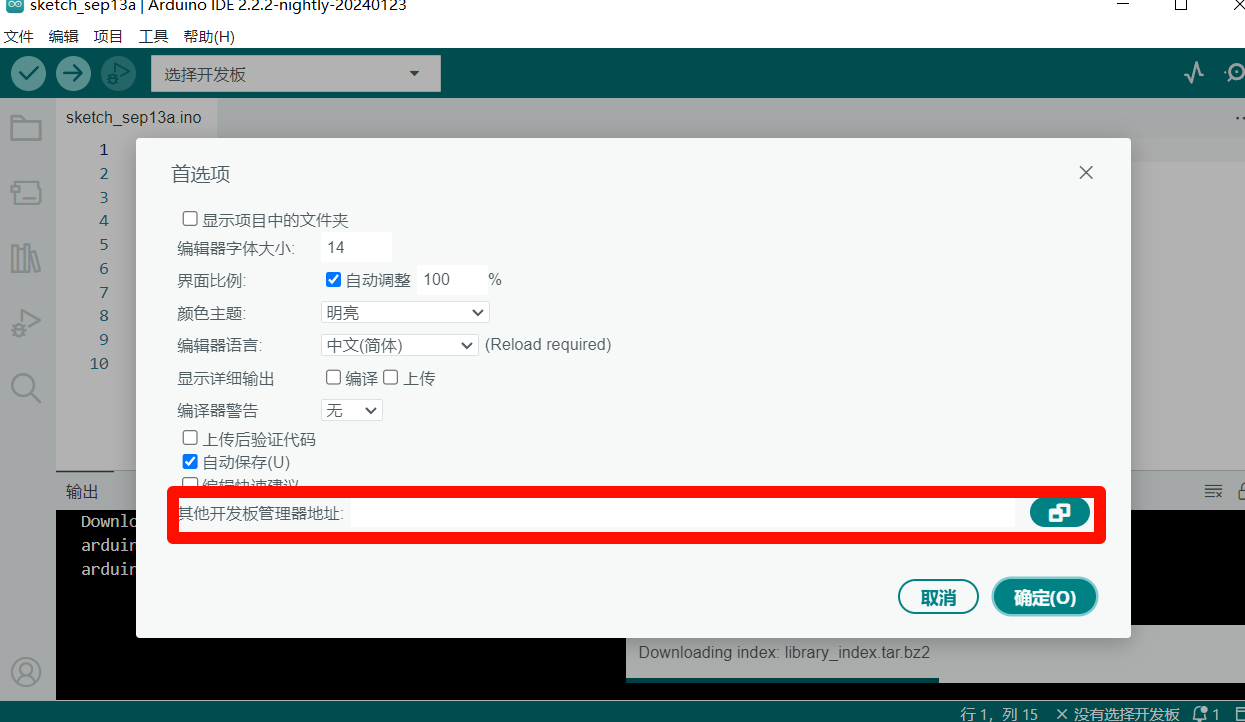 sketch_sep13a | Arduino IDE 2.2.2-nightly-20240123
文件 编辑 项目 工具 帮助(H)
选择开发板
sketch_sep13a.ino
1
2
3
4
5
6
7
8
9
10
首选项
显示项目中的文件夹
编辑器字体大小: 14
界面比例: 自动调整 100 %
颜色主题: 明亮
编辑器语言: 中文(简体) (Reload required)
显示详细输出 编译 上传
编译器警告 无
上传后验证代码
自动保存(U)
编辑快速建议
其他开发板管理器地址:
取消 确定(O)
输出
Downlo
arduin
arduin
Downloading index: library_index.tar.bz2
行 1，列 15 没有选择开发板 1